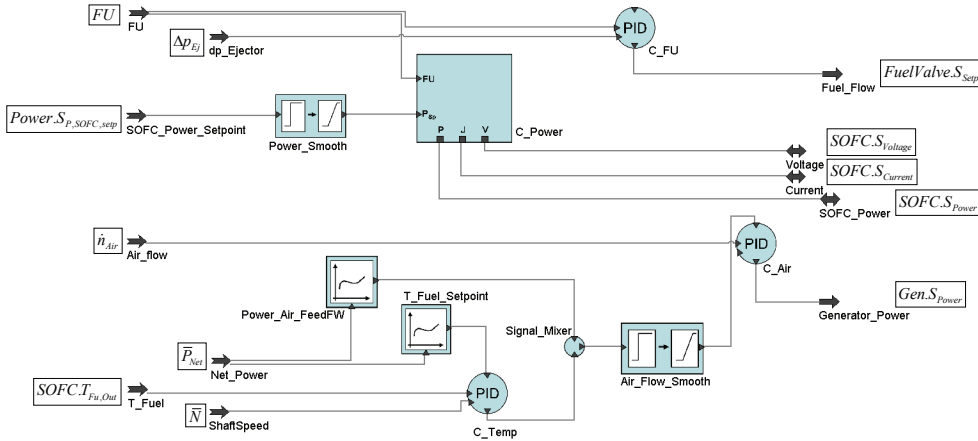 FU
FU
PID
C_FU
Δp_Ej
dp_Ejector
Fuel_Flow
FuelValve.S_Setp
FU
P_Sp
P J V
C_Power
Power.S_P,SOFC,setp
SOFC_Power_Setpoint
Power_Smooth
SOFC.S_Voltage
Voltage
SOFC.S_Current
Current
SOFC.S_Power
SOFC_Power
ṅ_Air
Air_flow
PID
C_Air
Power_Air_FeedFW
T_Fuel_Setpoint
Gen.S_Power
Generator_Power
Signal_Mixer
Air_Flow_Smooth
P̅_Net
Net_Power
SOFC.T_Fu,Out
T_Fuel
PID
C_Temp
N̅
ShaftSpeed